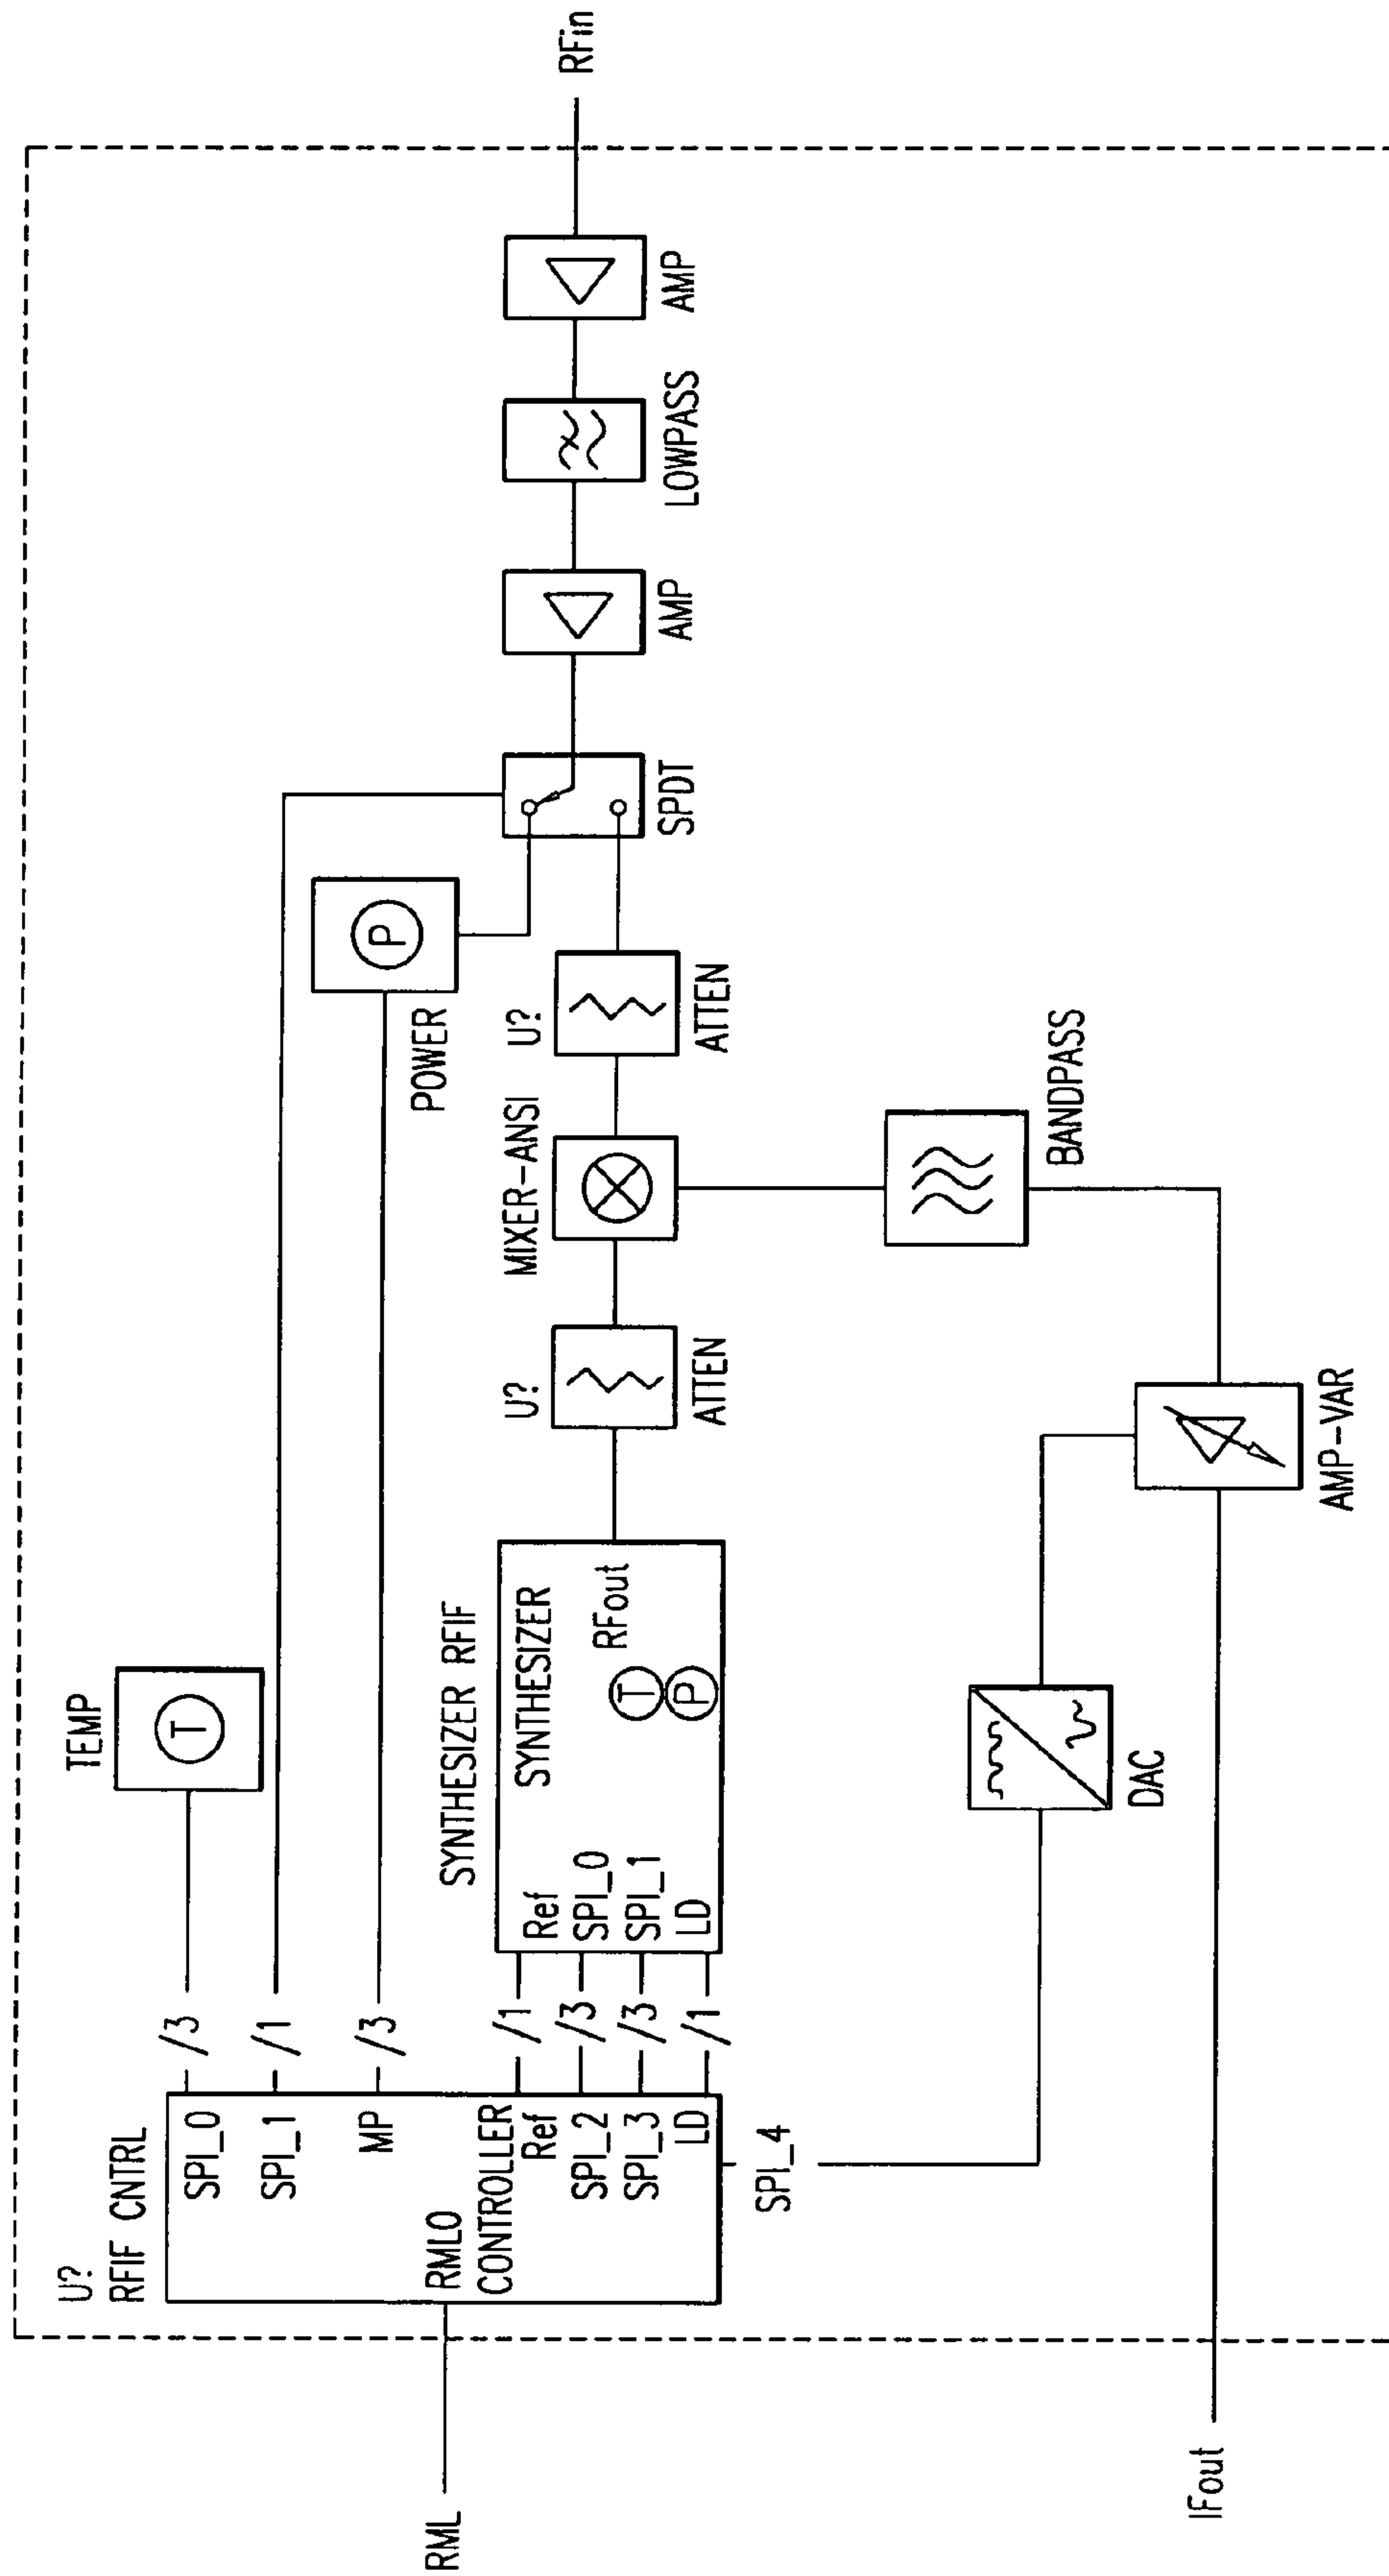 U?
RFIF CNTRL
SPI_0
SPI_1
MP
RMLO
CONTROLLER
Ref
SPI_2
SPI_3
LD
RML
/3
/1
/3
/1
/3
/3
/1
SPI_4
TEMP
T
SYNTHESIZER RFIF
SYNTHESIZER
RFout
T
P
Ref
SPI_0
SPI_1
LD
POWER
P
U?
ATTEN
MIXER-ANSI
U?
ATTEN
SPDT
AMP
LOWPASS
AMP
RFin
BANDPASS
DAC
AMP-VAR
IFout